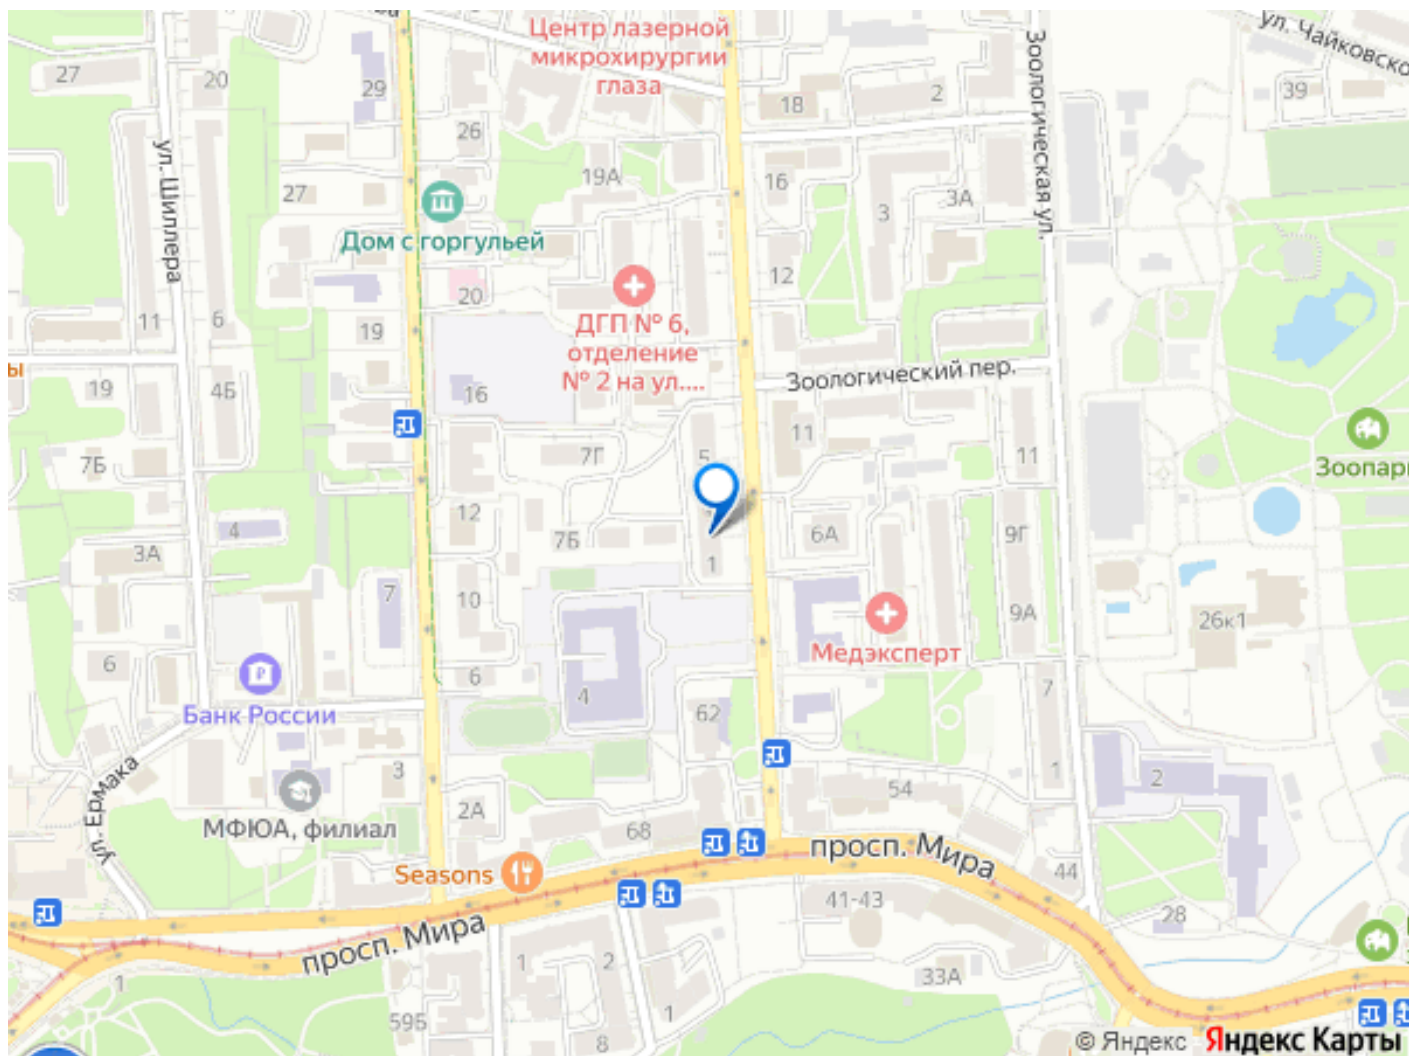 Центр лазерной
микрохирургии
глаза
ул. Чайковско
27
20
29
18
2
39
26
ул. Шиллера
Зоологическая ул.
19А
16
27
3А
3
Дом с горгульей
12
20
11
6
19
ДГП № 6,
отделение
№ 2 на ул....
ы
Зоологический пер.
19
4Б
16
11
7Б
7Г
5
11
Зоопар
12
4
7Б
6А
9Г
3А
1
7
10
9А
26к1
Медэксперт
6
6
4
7
Банк России
62
3
1
2
ул. Ермака
54
2А
МФЮА, филиал
68
просп. Мира
Seasons
44
41-43
28
просп. Мира
1
1
2
33А
59Б
1
8
© Яндекс Яндекс Карты